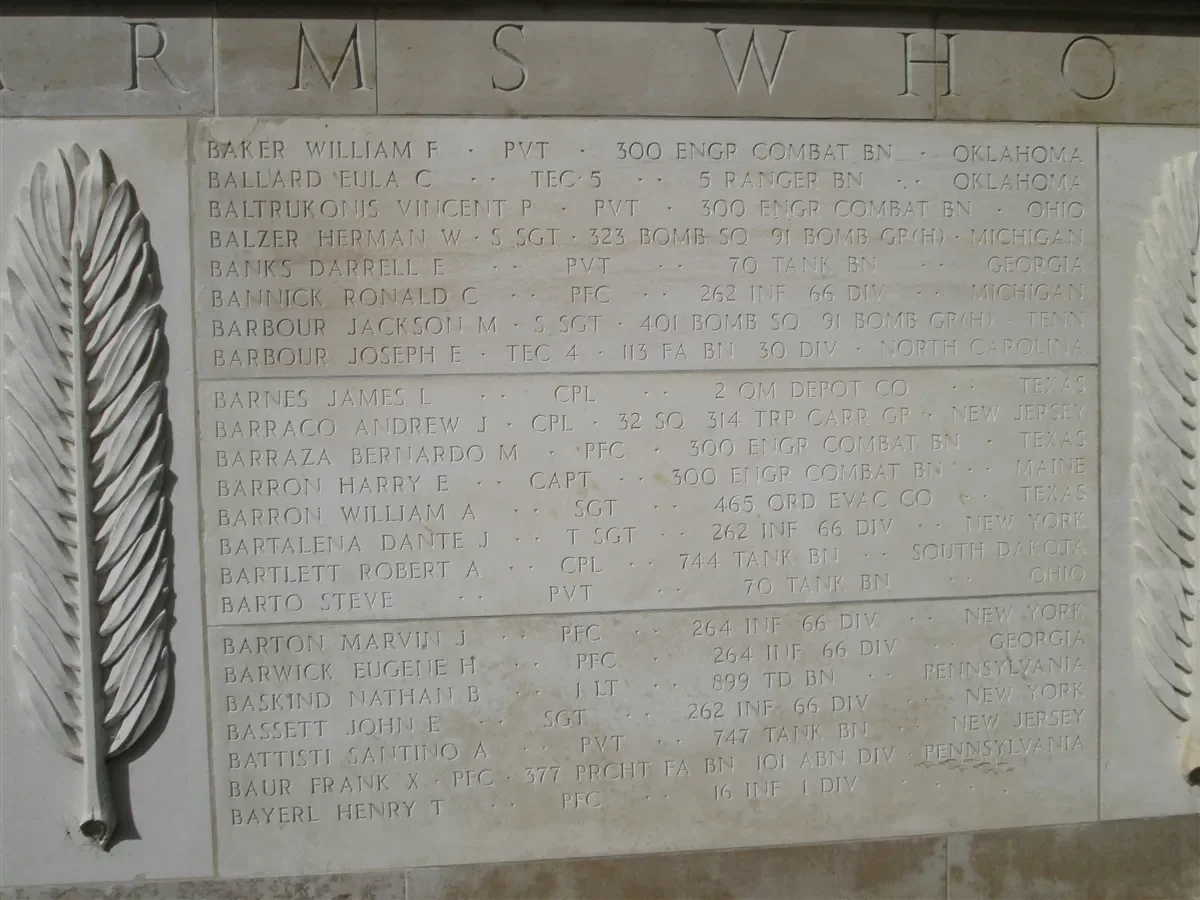 RMS WHO
BAKER WILLIAM F · PVT · 300 ENGR COMBAT BN · OKLAHOMA
BALLARD EULA C · · TEC 5 · · 5 RANGER BN · · OKLAHOMA
BALTRUKONIS VINCENT P · PVT · 300 ENGR COMBAT BN · OHIO
BALZER HERMAN W · S SGT · 323 BOMB SQ 91 BOMB GP(H) · MICHIGAN
BANKS DARRELL E · · PVT · · 70 TANK BN · · GEORGIA
BANNICK RONALD C · · PFC · · 262 INF 66 DIV · · MICHIGAN
BARBOUR JACKSON M · S SGT · 401 BOMB SQ 91 BOMB GP(H) · TENN
BARBOUR JOSEPH E · TEC 4 · 113 FA BN 30 DIV · NORTH CAROLINA
BARNES JAMES L · · CPL · · 2 QM DEPOT CO · · TEXAS
BARRACO ANDREW J · CPL · 32 SQ 314 TRP CARR GP · NEW JERSEY
BARRAZA BERNARDO M · PFC · 300 ENGR COMBAT BN · TEXAS
BARRON HARRY E · · CAPT · · 300 ENGR COMBAT BN · · MAINE
BARRON WILLIAM A · · SGT · · 465 ORD EVAC CO · · TEXAS
BARTALENA DANTE J · · T SGT · · 262 INF 66 DIV · · NEW YORK
BARTLETT ROBERT A · · CPL · · 744 TANK BN · · SOUTH DAKOTA
BARTO STEVE · · PVT · · 70 TANK BN · · OHIO
BARTON MARVIN J · · PFC · · 264 INF 66 DIV · · NEW YORK
BARWICK EUGENE H · · PFC · · 264 INF 66 DIV · · GEORGIA
BASKIND NATHAN B · · 1 LT · · 899 TD BN · · PENNSYLVANIA
BASSETT JOHN E · · SGT · · 262 INF 66 DIV · · NEW YORK
BATTISTI SANTINO A · · PVT · · 747 TANK BN · · NEW JERSEY
BAUR FRANK X · PFC · 377 PRCHT FA BN 101 ABN DIV · PENNSYLVANIA
BAYERL HENRY T · · PFC · · 16 INF 1 DIV